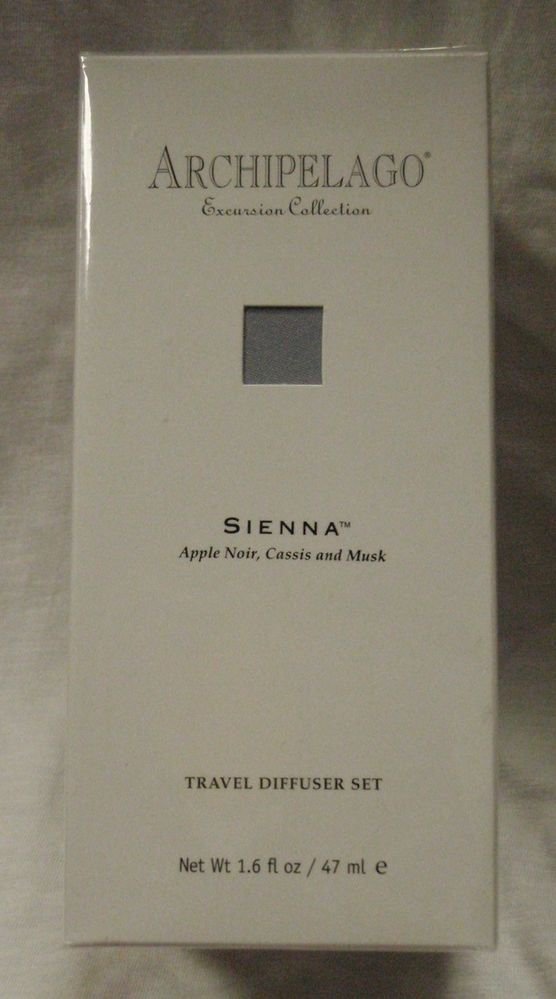 ARCHIPELAGO®
Excursion Collection
SIENNA™
Apple Noir, Cassis and Musk
TRAVEL DIFFUSER SET
Net Wt 1.6 fl oz / 47 ml ℮